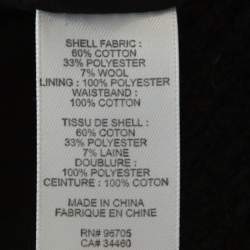 SHELL FABRIC :
60% COTTON
33% POLYESTER
7% WOOL
LINING : 100% POLYESTER
WAISTBAND :
100% COTTON
TISSU DE SHELL :
60% COTON
33% POLYESTER
7% LAINE
DOUBLURE :
100% POLYESTER
CEINTURE : 100% COTON
MADE IN CHINA
FABRIQUE EN CHINE
RN# 96705
CA# 34460